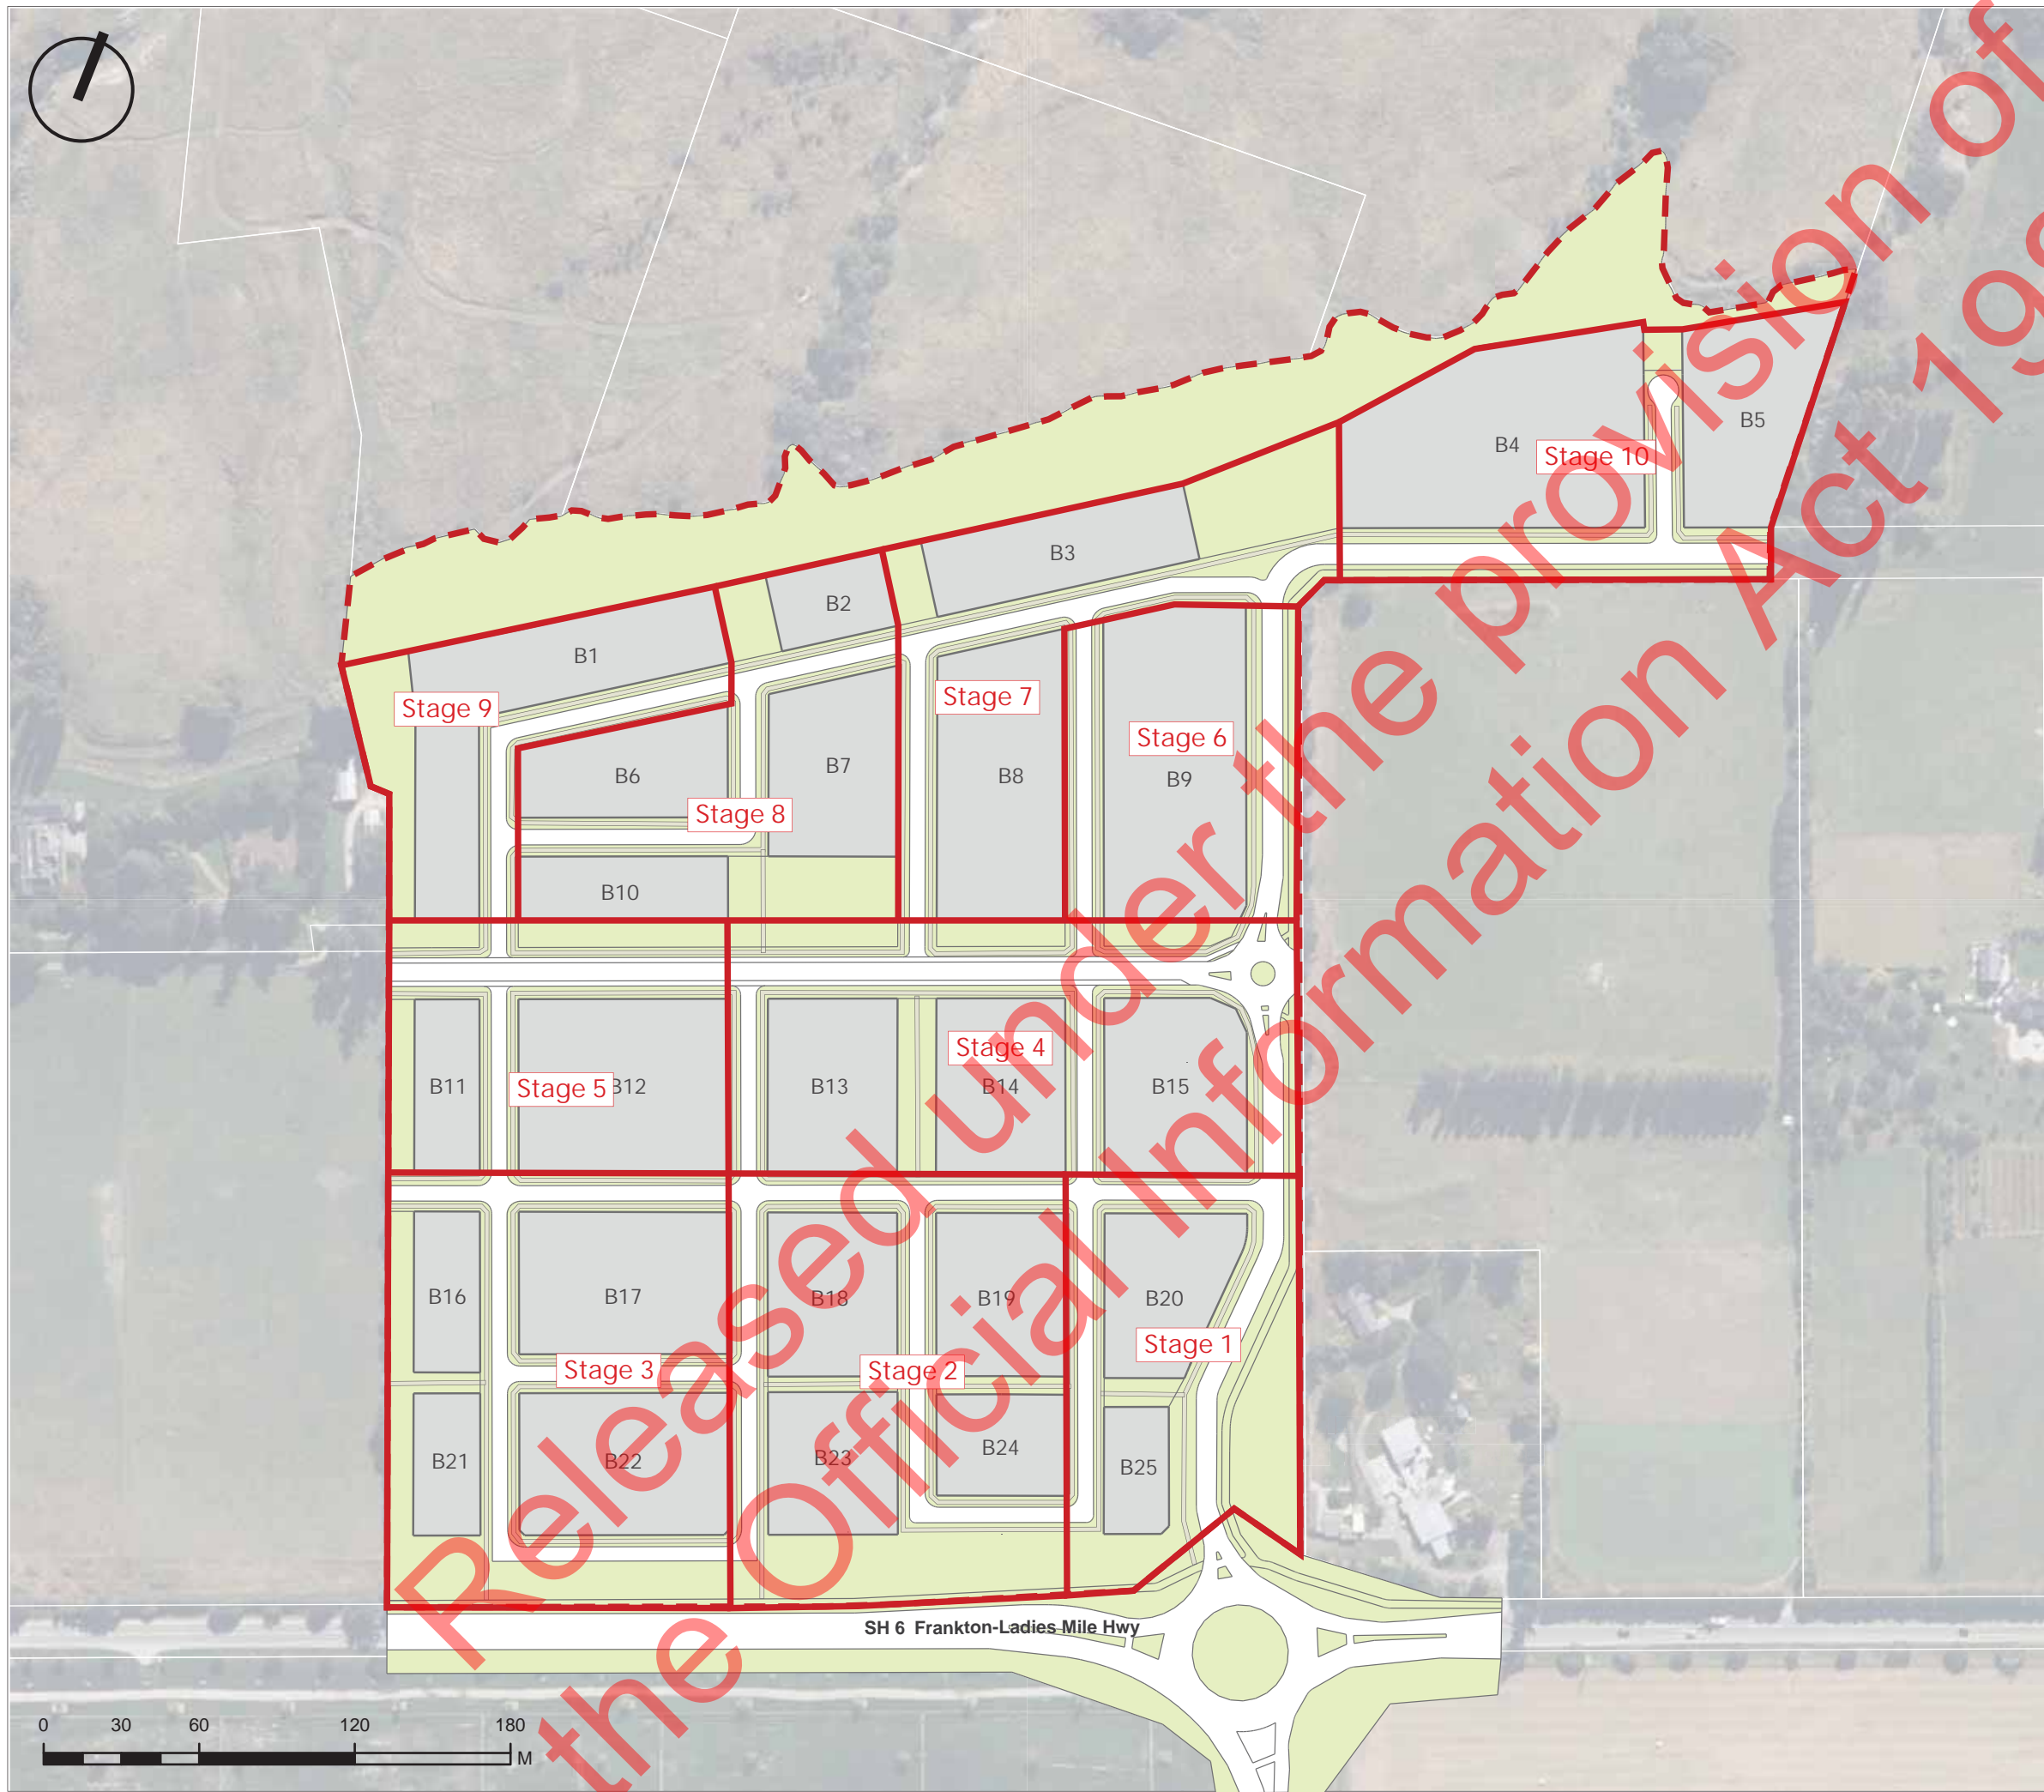 B4
B5
Stage 10
B3
B2
B1
Stage 9
Stage 7
Stage 6
B6
B7
B8
B9
Stage 8
B10
Stage 4
B11
Stage 5
B12
B13
B14
B15
B16
B17
B18
B19
B20
Stage 1
Stage 3
Stage 2
B21
B22
B23
B24
B25
SH 6 Frankton-Ladies Mile Hwy
0 30 60 120 180
M
Released under the provision of
the Official Information Act 19